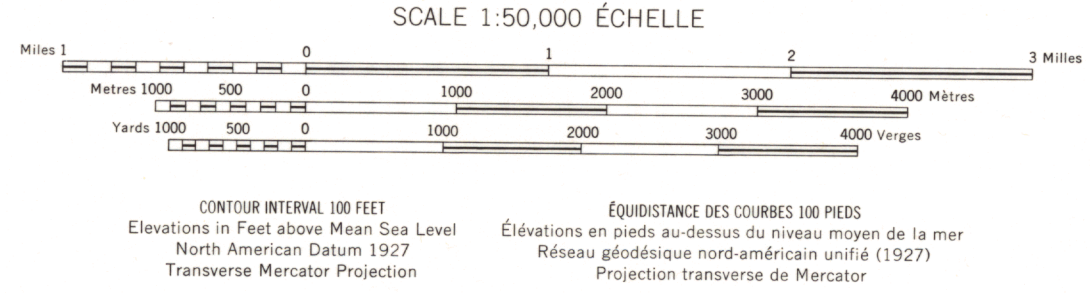 SCALE 1:50,000 ÉCHELLE
Miles 1 0 1 2 3 Milles
Metres 1000 500 0 1000 2000 3000 4000 Mètres
Yards 1000 500 0 1000 2000 3000 4000 Verges
CONTOUR INTERVAL 100 FEET
Elevations in Feet above Mean Sea Level
North American Datum 1927
Transverse Mercator Projection
ÉQUIDISTANCE DES COURBES 100 PIEDS
Élévations en pieds au-dessus du niveau moyen de la mer
Réseau géodésique nord-américain unifié (1927)
Projection transverse de Mercator